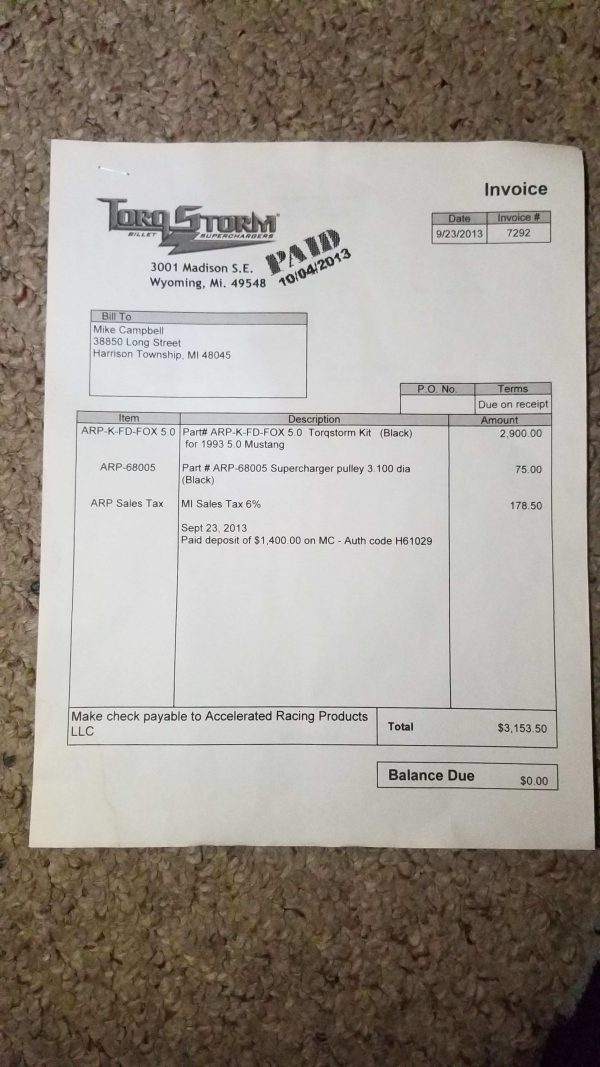 Invoice
TORQSTORM
BILLET SUPERCHARGERS
3001 Madison S.E.
Wyoming, Mi. 49548
PAID
10/04/2013
Date Invoice #
9/23/2013 7292
Bill To
Mike Campbell
38850 Long Street
Harrison Township, MI 48045
P.O. No. Terms
Due on receipt
Item Description Amount
ARP-K-FD-FOX 5.0 Part# ARP-K-FD-FOX 5.0 Torqstorm Kit (Black) 2,900.00
for 1993 5.0 Mustang
ARP-68005 Part # ARP-68005 Supercharger pulley 3.100 dia 75.00
(Black)
ARP Sales Tax MI Sales Tax 6% 178.50
Sept 23, 2013
Paid deposit of $1,400.00 on MC - Auth code H61029
Make check payable to Accelerated Racing Products
LLC
Total $3,153.50
Balance Due $0.00